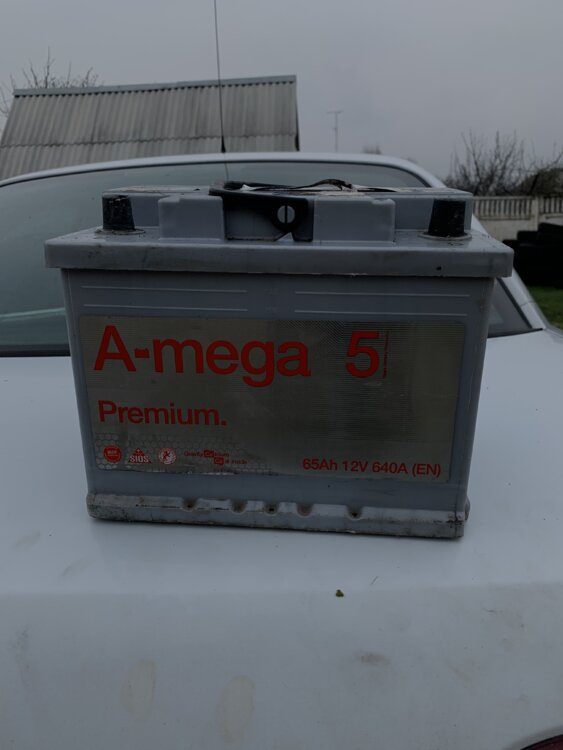 A-mega 5
Premium.
65Ah 12V 640A (EN)